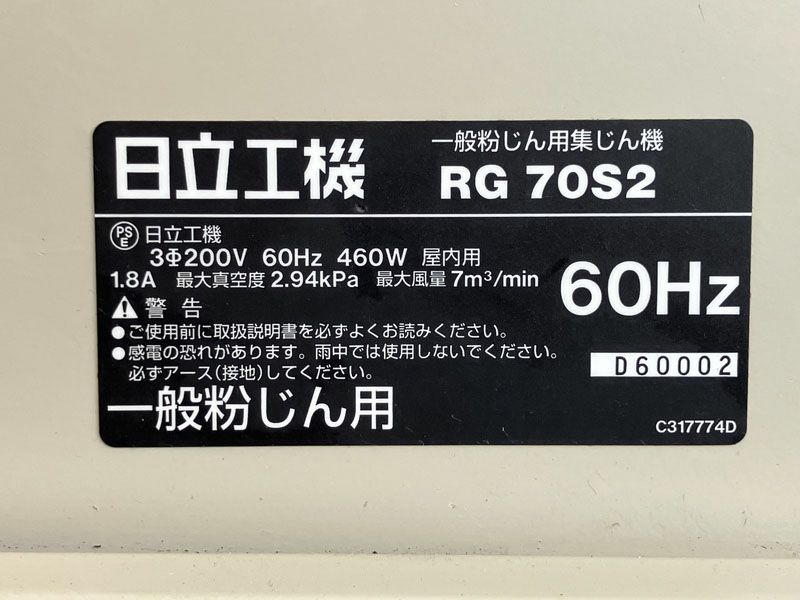 日立工機
一般粉じん用集じん機
RG 70S2
PSE 日立工機
3Φ200V 60Hz 460W 屋内用
1.8A 最大真空度 2.94kPa 最大風量 7m³/min
60Hz
警告
●ご使用前に取扱説明書を必ずよくお読みください。
●感電の恐れがあります。雨中では使用しないでください。
必ずアース(接地)してください。
D60002
一般粉じん用
C317774D